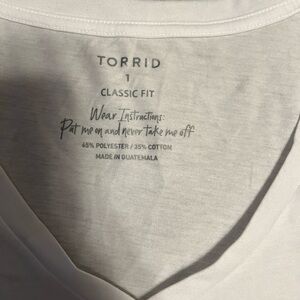 TORRID
1
CLASSIC FIT
Wear Instructions:
Put me on and never take me off
65% POLYESTER / 35% COTTON
MADE IN GUATEMALA